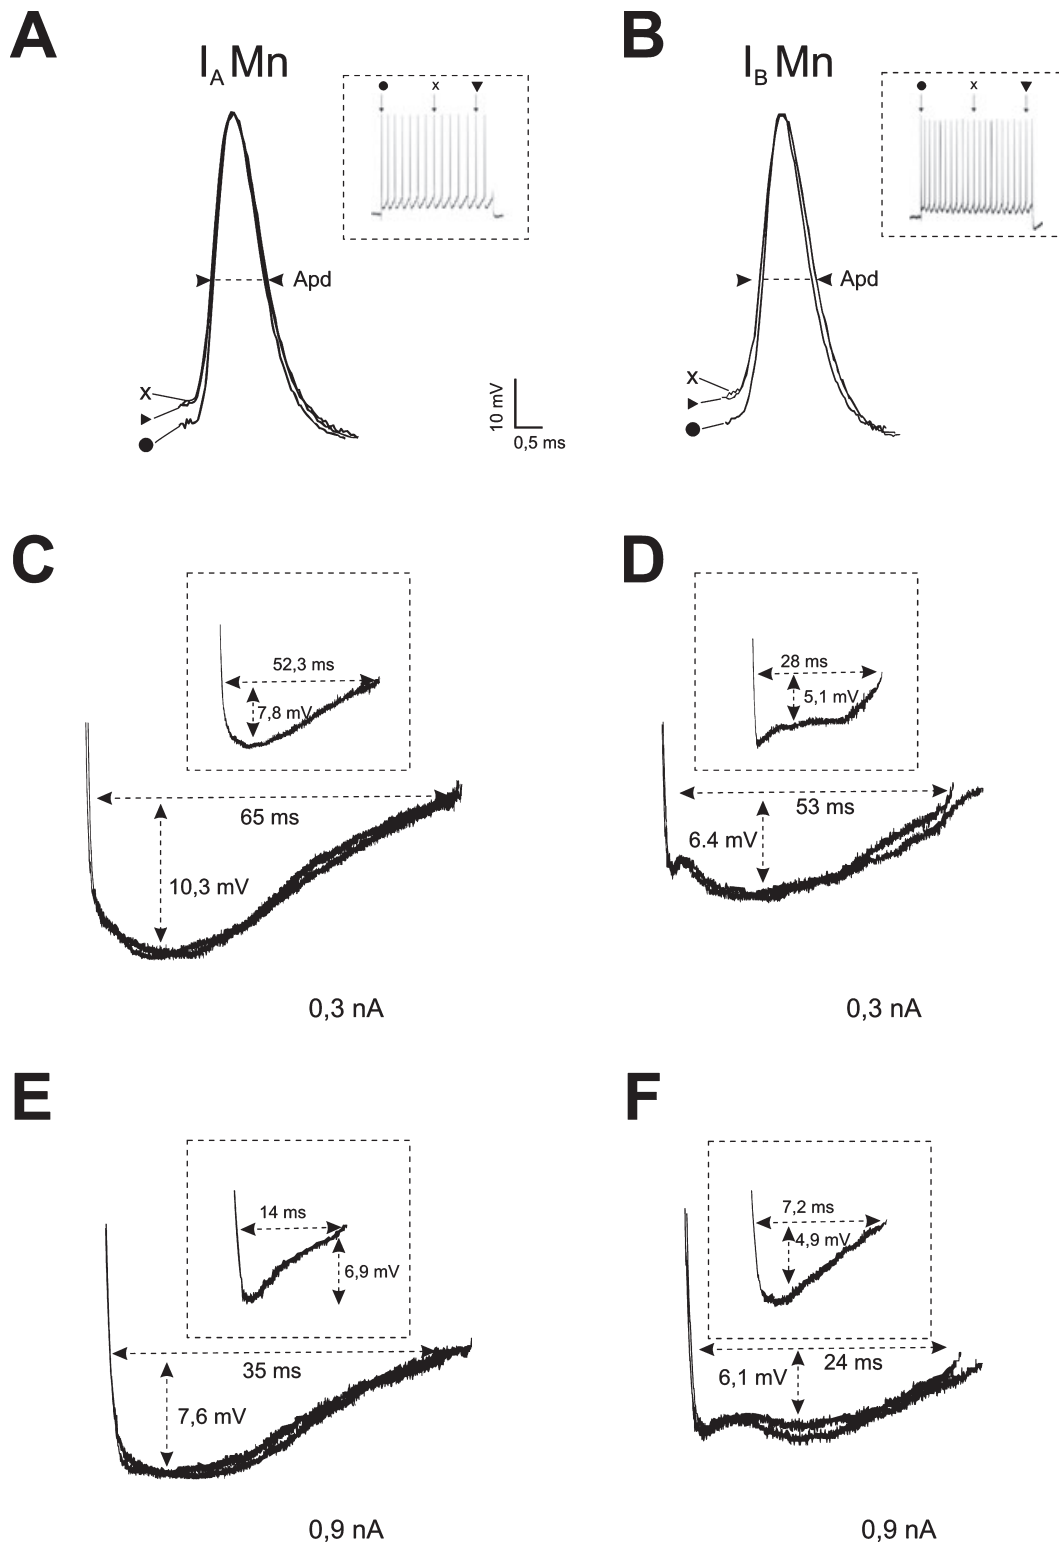 A
B
I_A Mn
I_B Mn
x
x
Apd
Apd
x
x
10 mV
0,5 ms
C
D
52,3 ms
7,8 mV
28 ms
5,1 mV
65 ms
10,3 mV
53 ms
6.4 mV
0,3 nA
0,3 nA
E
F
14 ms
6,9 mV
7,2 ms
4,9 mV
35 ms
7,6 mV
24 ms
6,1 mV
0,9 nA
0,9 nA